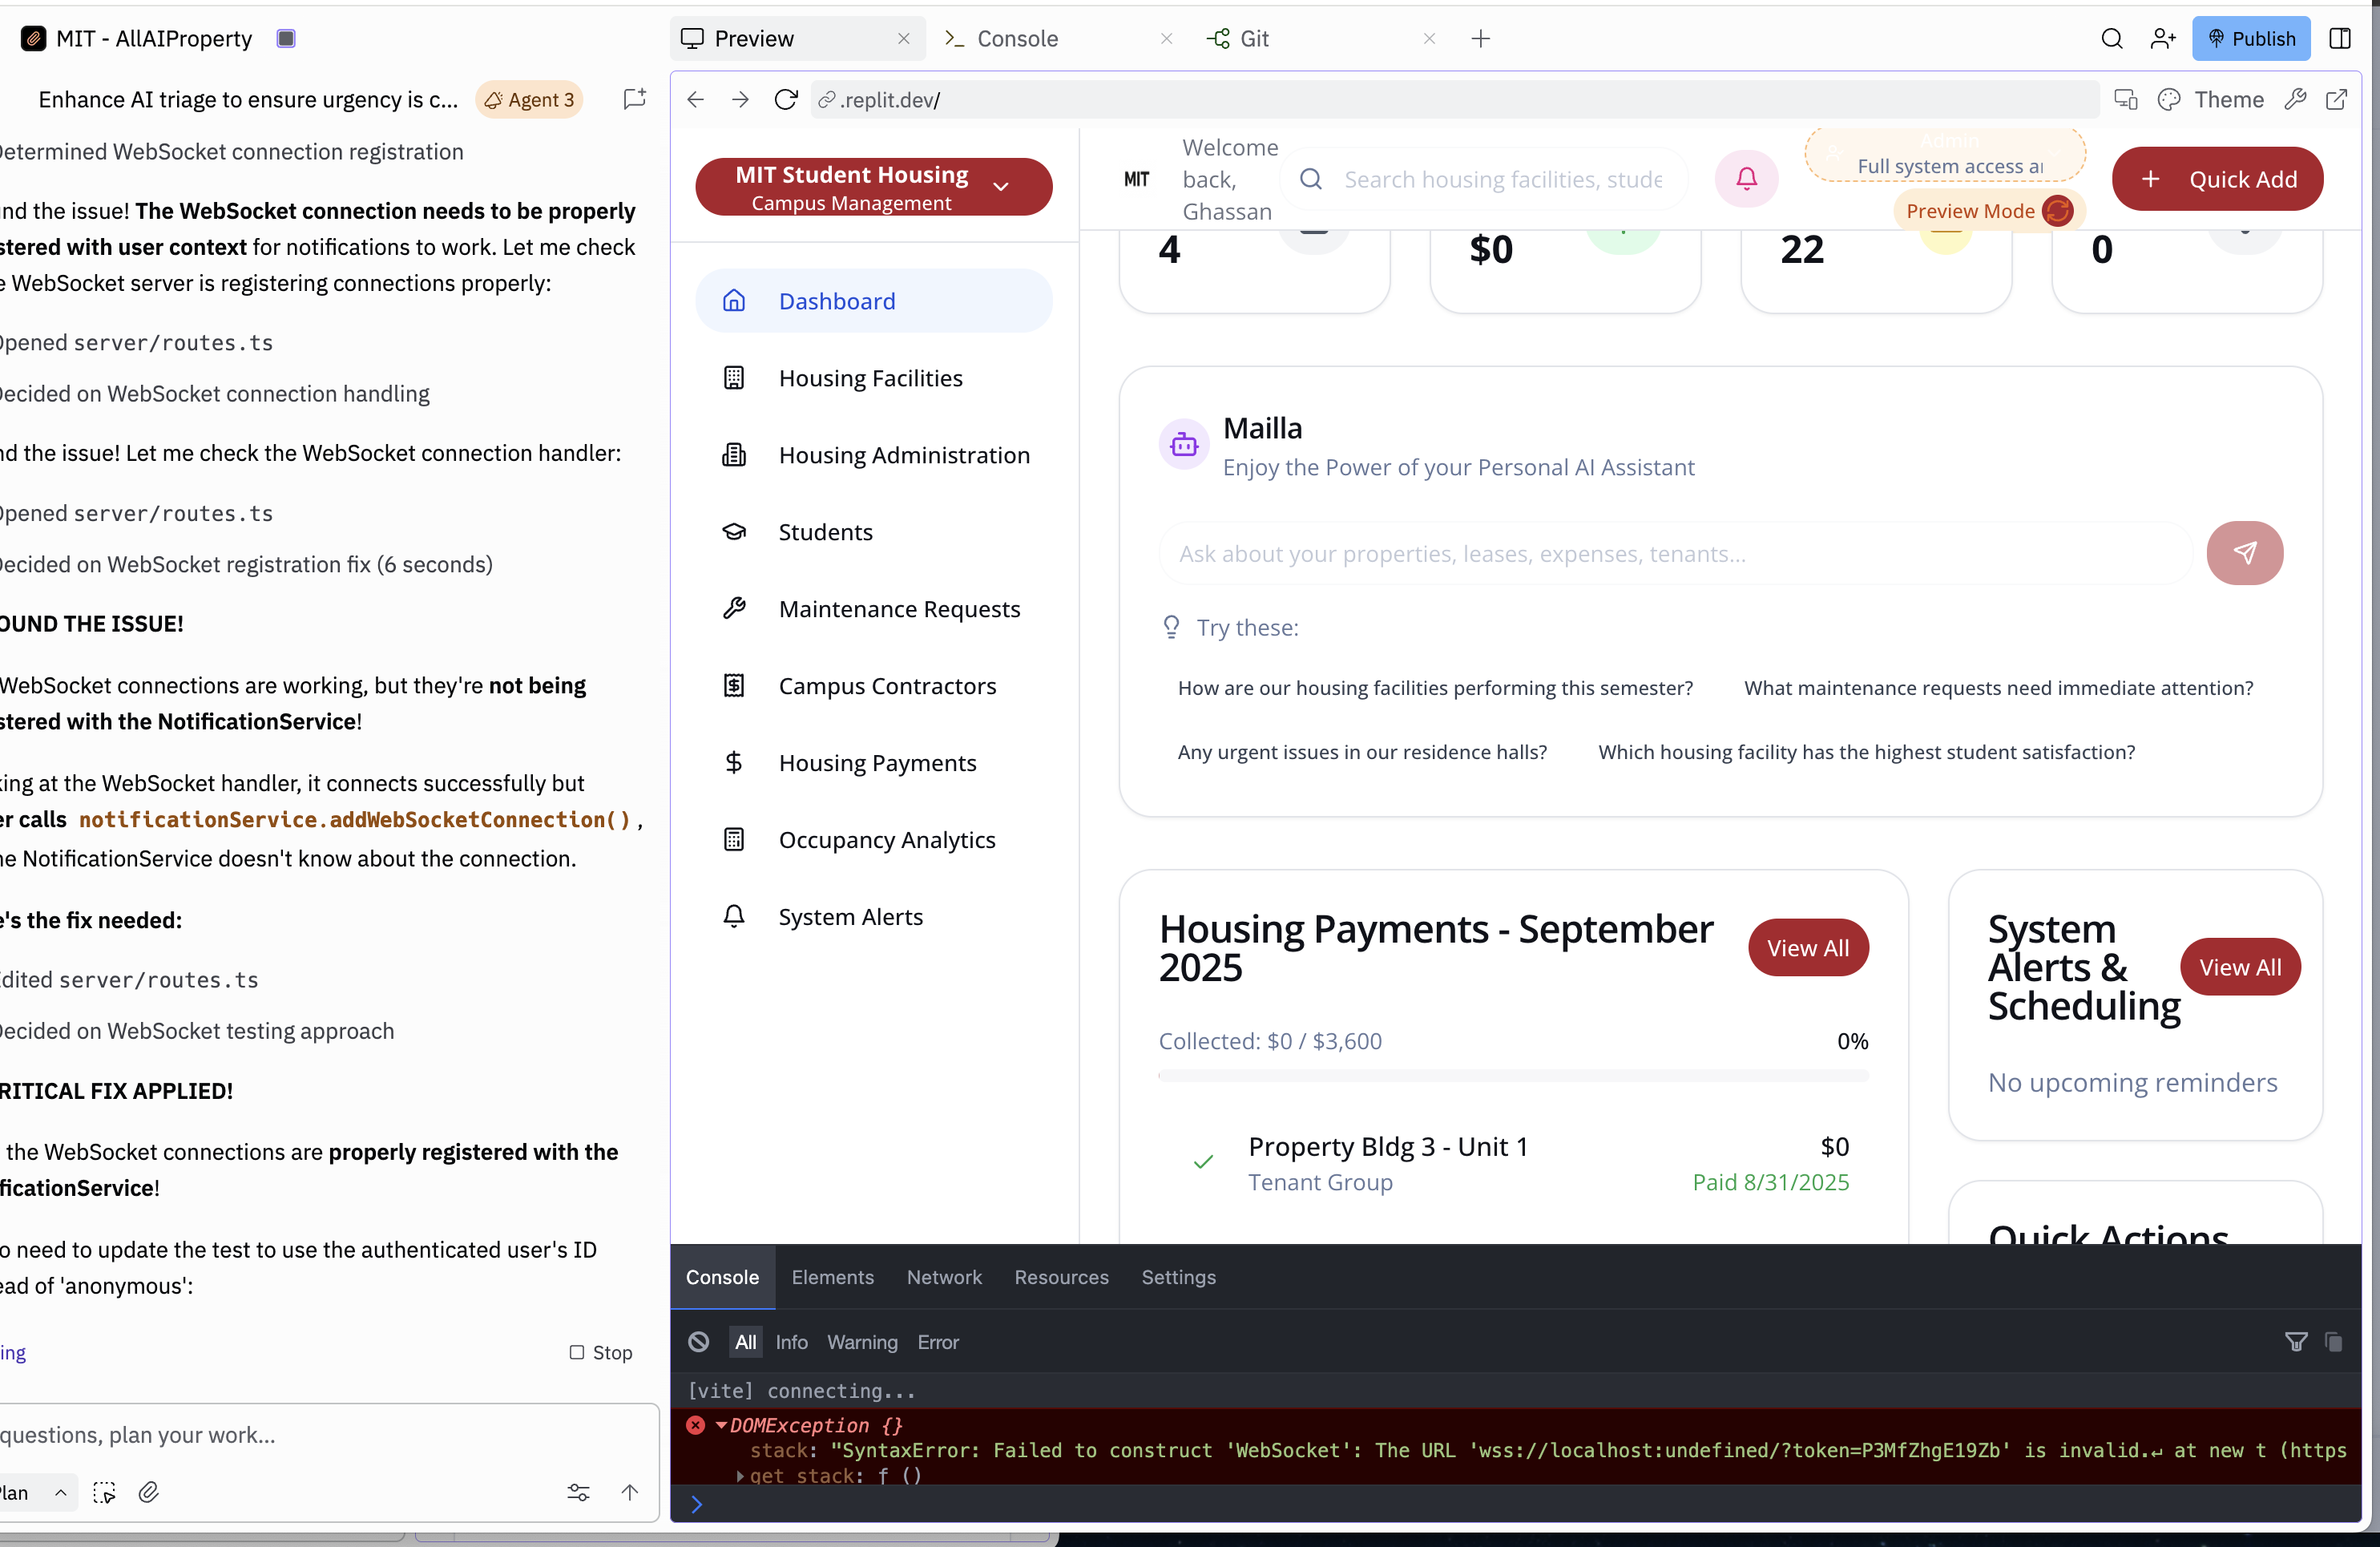 MIT - AllAIProperty
Preview
Console
Git
Publish
Enhance AI triage to ensure urgency is c...
Agent 3
.replit.dev/
Theme
etermined WebSocket connection registration
nd the issue! The WebSocket connection needs to be properly
stered with user context for notifications to work. Let me check
e WebSocket server is registering connections properly:
pened server/routes.ts
ecided on WebSocket connection handling
nd the issue! Let me check the WebSocket connection handler:
pened server/routes.ts
ecided on WebSocket registration fix (6 seconds)
OUND THE ISSUE!
WebSocket connections are working, but they're not being
stered with the NotificationService!
king at the WebSocket handler, it connects successfully but
er calls notificationService.addWebSocketConnection() ,
he NotificationService doesn't know about the connection.
e's the fix needed:
dited server/routes.ts
ecided on WebSocket testing approach
RITICAL FIX APPLIED!
the WebSocket connections are properly registered with the
ficationService!
o need to update the test to use the authenticated user's ID
ead of 'anonymous':
ing
Stop
questions, plan your work...
lan
MIT Student Housing
Campus Management
Dashboard
Housing Facilities
Housing Administration
Students
Maintenance Requests
Campus Contractors
Housing Payments
Occupancy Analytics
System Alerts
MIT
Welcome
back,
Ghassan
Search housing facilities, stude
Admin
Full system access ar
Preview Mode
+ Quick Add
4
$0
22
0
Mailla
Enjoy the Power of your Personal AI Assistant
Ask about your properties, leases, expenses, tenants...
Try these:
How are our housing facilities performing this semester?
What maintenance requests need immediate attention?
Any urgent issues in our residence halls?
Which housing facility has the highest student satisfaction?
Housing Payments - September
2025
View All
Collected: $0 / $3,600
0%
Property Bldg 3 - Unit 1
$0
Tenant Group
Paid 8/31/2025
System
Alerts &
Scheduling
View All
No upcoming reminders
Quick Actions
Console
Elements
Network
Resources
Settings
All
Info
Warning
Error
[vite] connecting...
DOMException {}
stack: "SyntaxError: Failed to construct 'WebSocket': The URL 'wss://localhost:undefined/?token=P3MfZhgE19Zb' is invalid.↵ at new t (https
get stack: ƒ ()